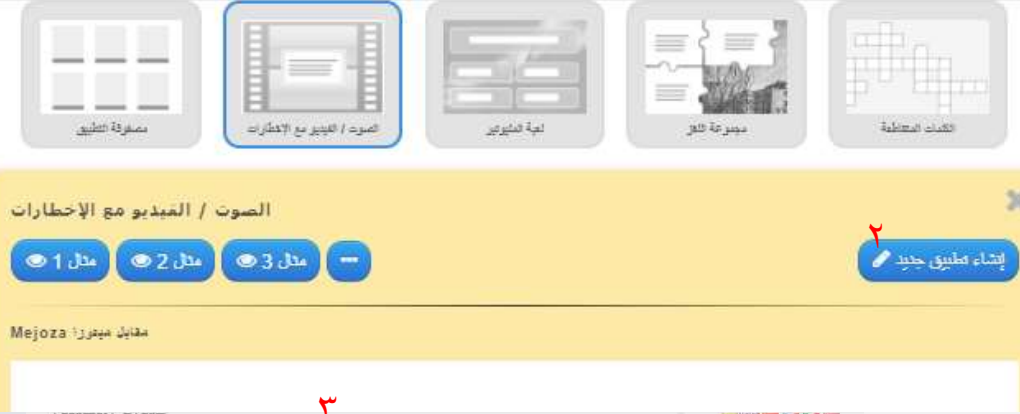 الكلمات المتقاطعة
مجموعة اللغز
لعبة المليونير
الصوت / الفيديو مع الإخطارات
مصفوفة التطبيق
الصوت / الفيديو مع الإخطارات
٢
إنشاء تطبيق جديد
مثال 3
مثال 2
مثال 1
مقابل Mejoza
٣